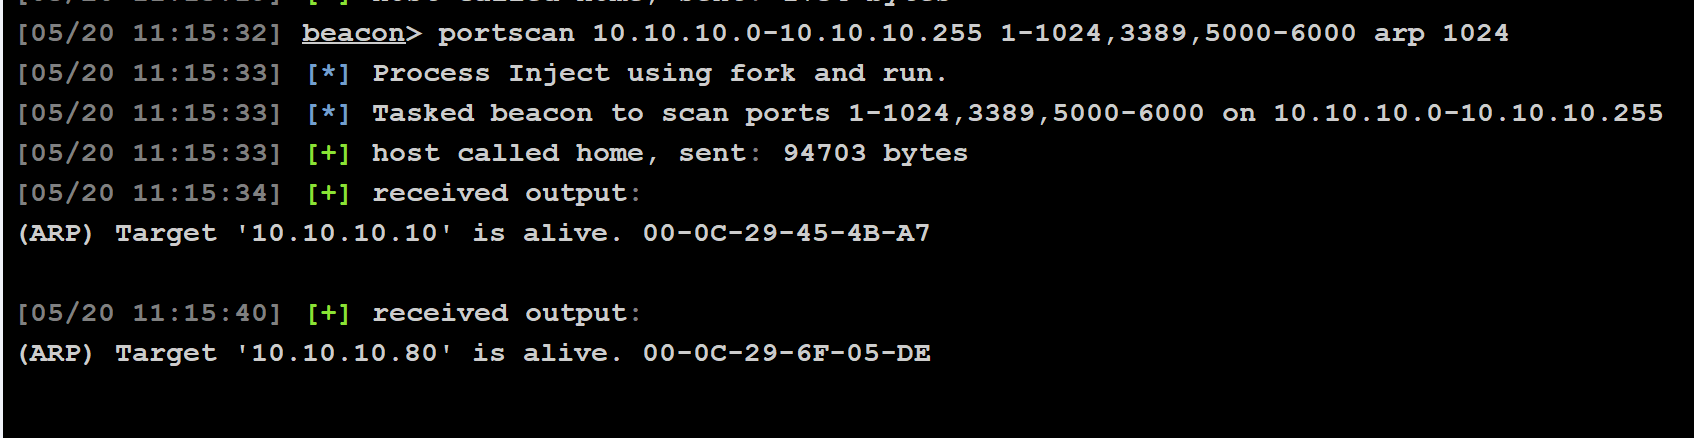 [05/20 11:15:32] beacon> portscan 10.10.10.0-10.10.10.255 1-1024,3389,5000-6000 arp 1024
[05/20 11:15:33] [*] Process Inject using fork and run.
[05/20 11:15:33] [*] Tasked beacon to scan ports 1-1024,3389,5000-6000 on 10.10.10.0-10.10.10.255
[05/20 11:15:33] [+] host called home, sent: 94703 bytes
[05/20 11:15:34] [+] received output:
(ARP) Target '10.10.10.10' is alive. 00-0C-29-45-4B-A7
[05/20 11:15:40] [+] received output:
(ARP) Target '10.10.10.80' is alive. 00-0C-29-6F-05-DE